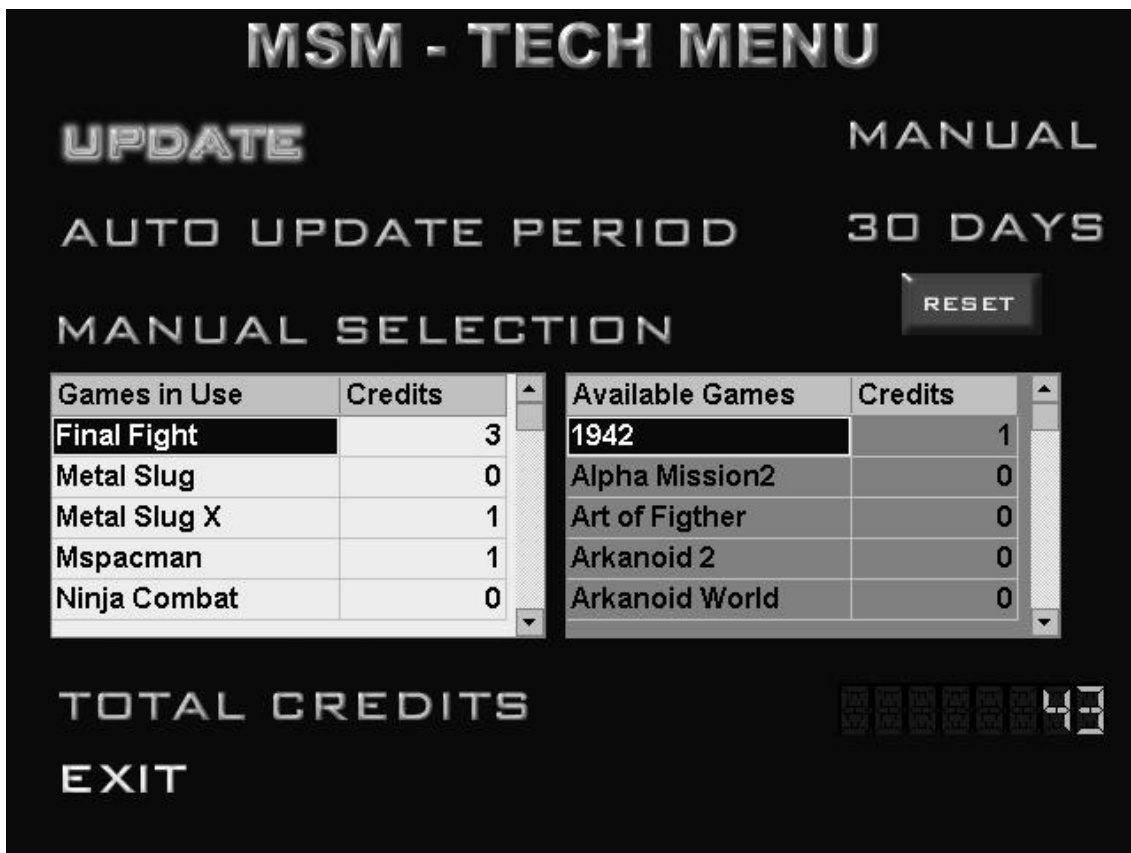 MSM - TECH MENU
UPDATE MANUAL
AUTO UPDATE PERIOD 30 DAYS
RESET
MANUAL SELECTION
Games in Use Credits Available Games Credits
Final Fight 3 1942 1
Metal Slug 0 Alpha Mission2 0
Metal Slug X 1 Art of Figther 0
Mspacman 1 Arkanoid 2 0
Ninja Combat 0 Arkanoid World 0
TOTAL CREDITS 43
EXIT